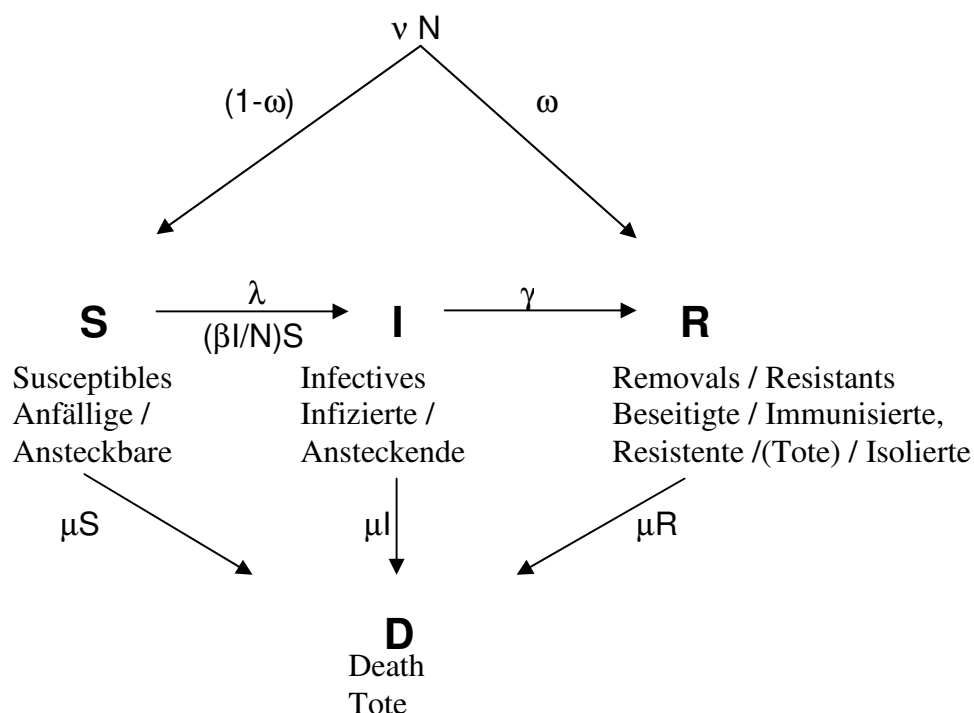 ν N
(1-ω)
ω
λ
γ
S
I
R
(βI/N)S
Susceptibles
Anfällige /
Ansteckbare
Infectives
Infizierte /
Ansteckende
Removals / Resistants
Beseitigte / Immunisierte,
Resistente /(Tote) / Isolierte
μS
μI
μR
D
Death
Tote